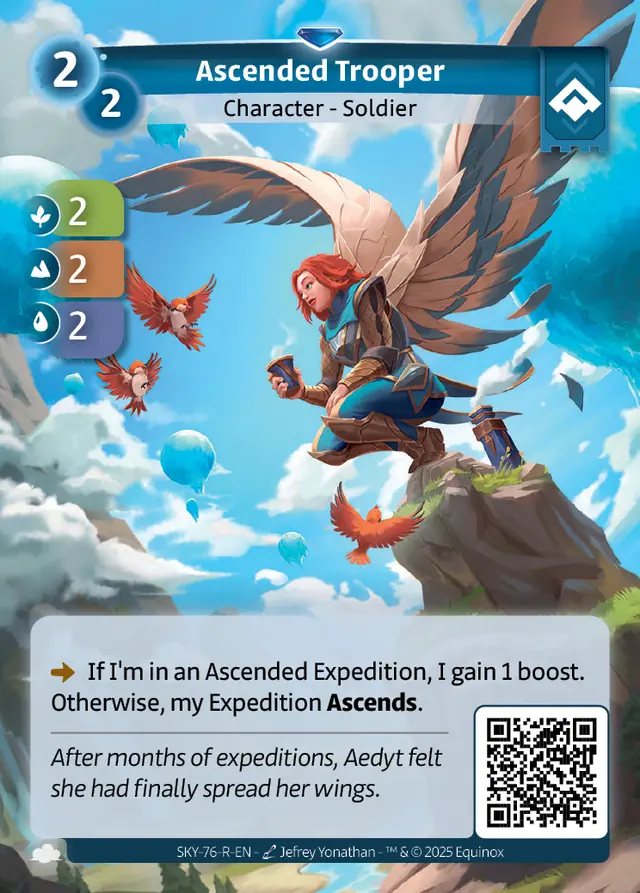 2
2
Ascended Trooper
Character - Soldier
2
2
2
If I'm in an Ascended Expedition, I gain 1 boost.
Otherwise, my Expedition Ascends.
After months of expeditions, Aedyt felt
she had finally spread her wings.
SKY-76-R-EN - Jefrey Yonathan - ™ & © 2025 Equinox